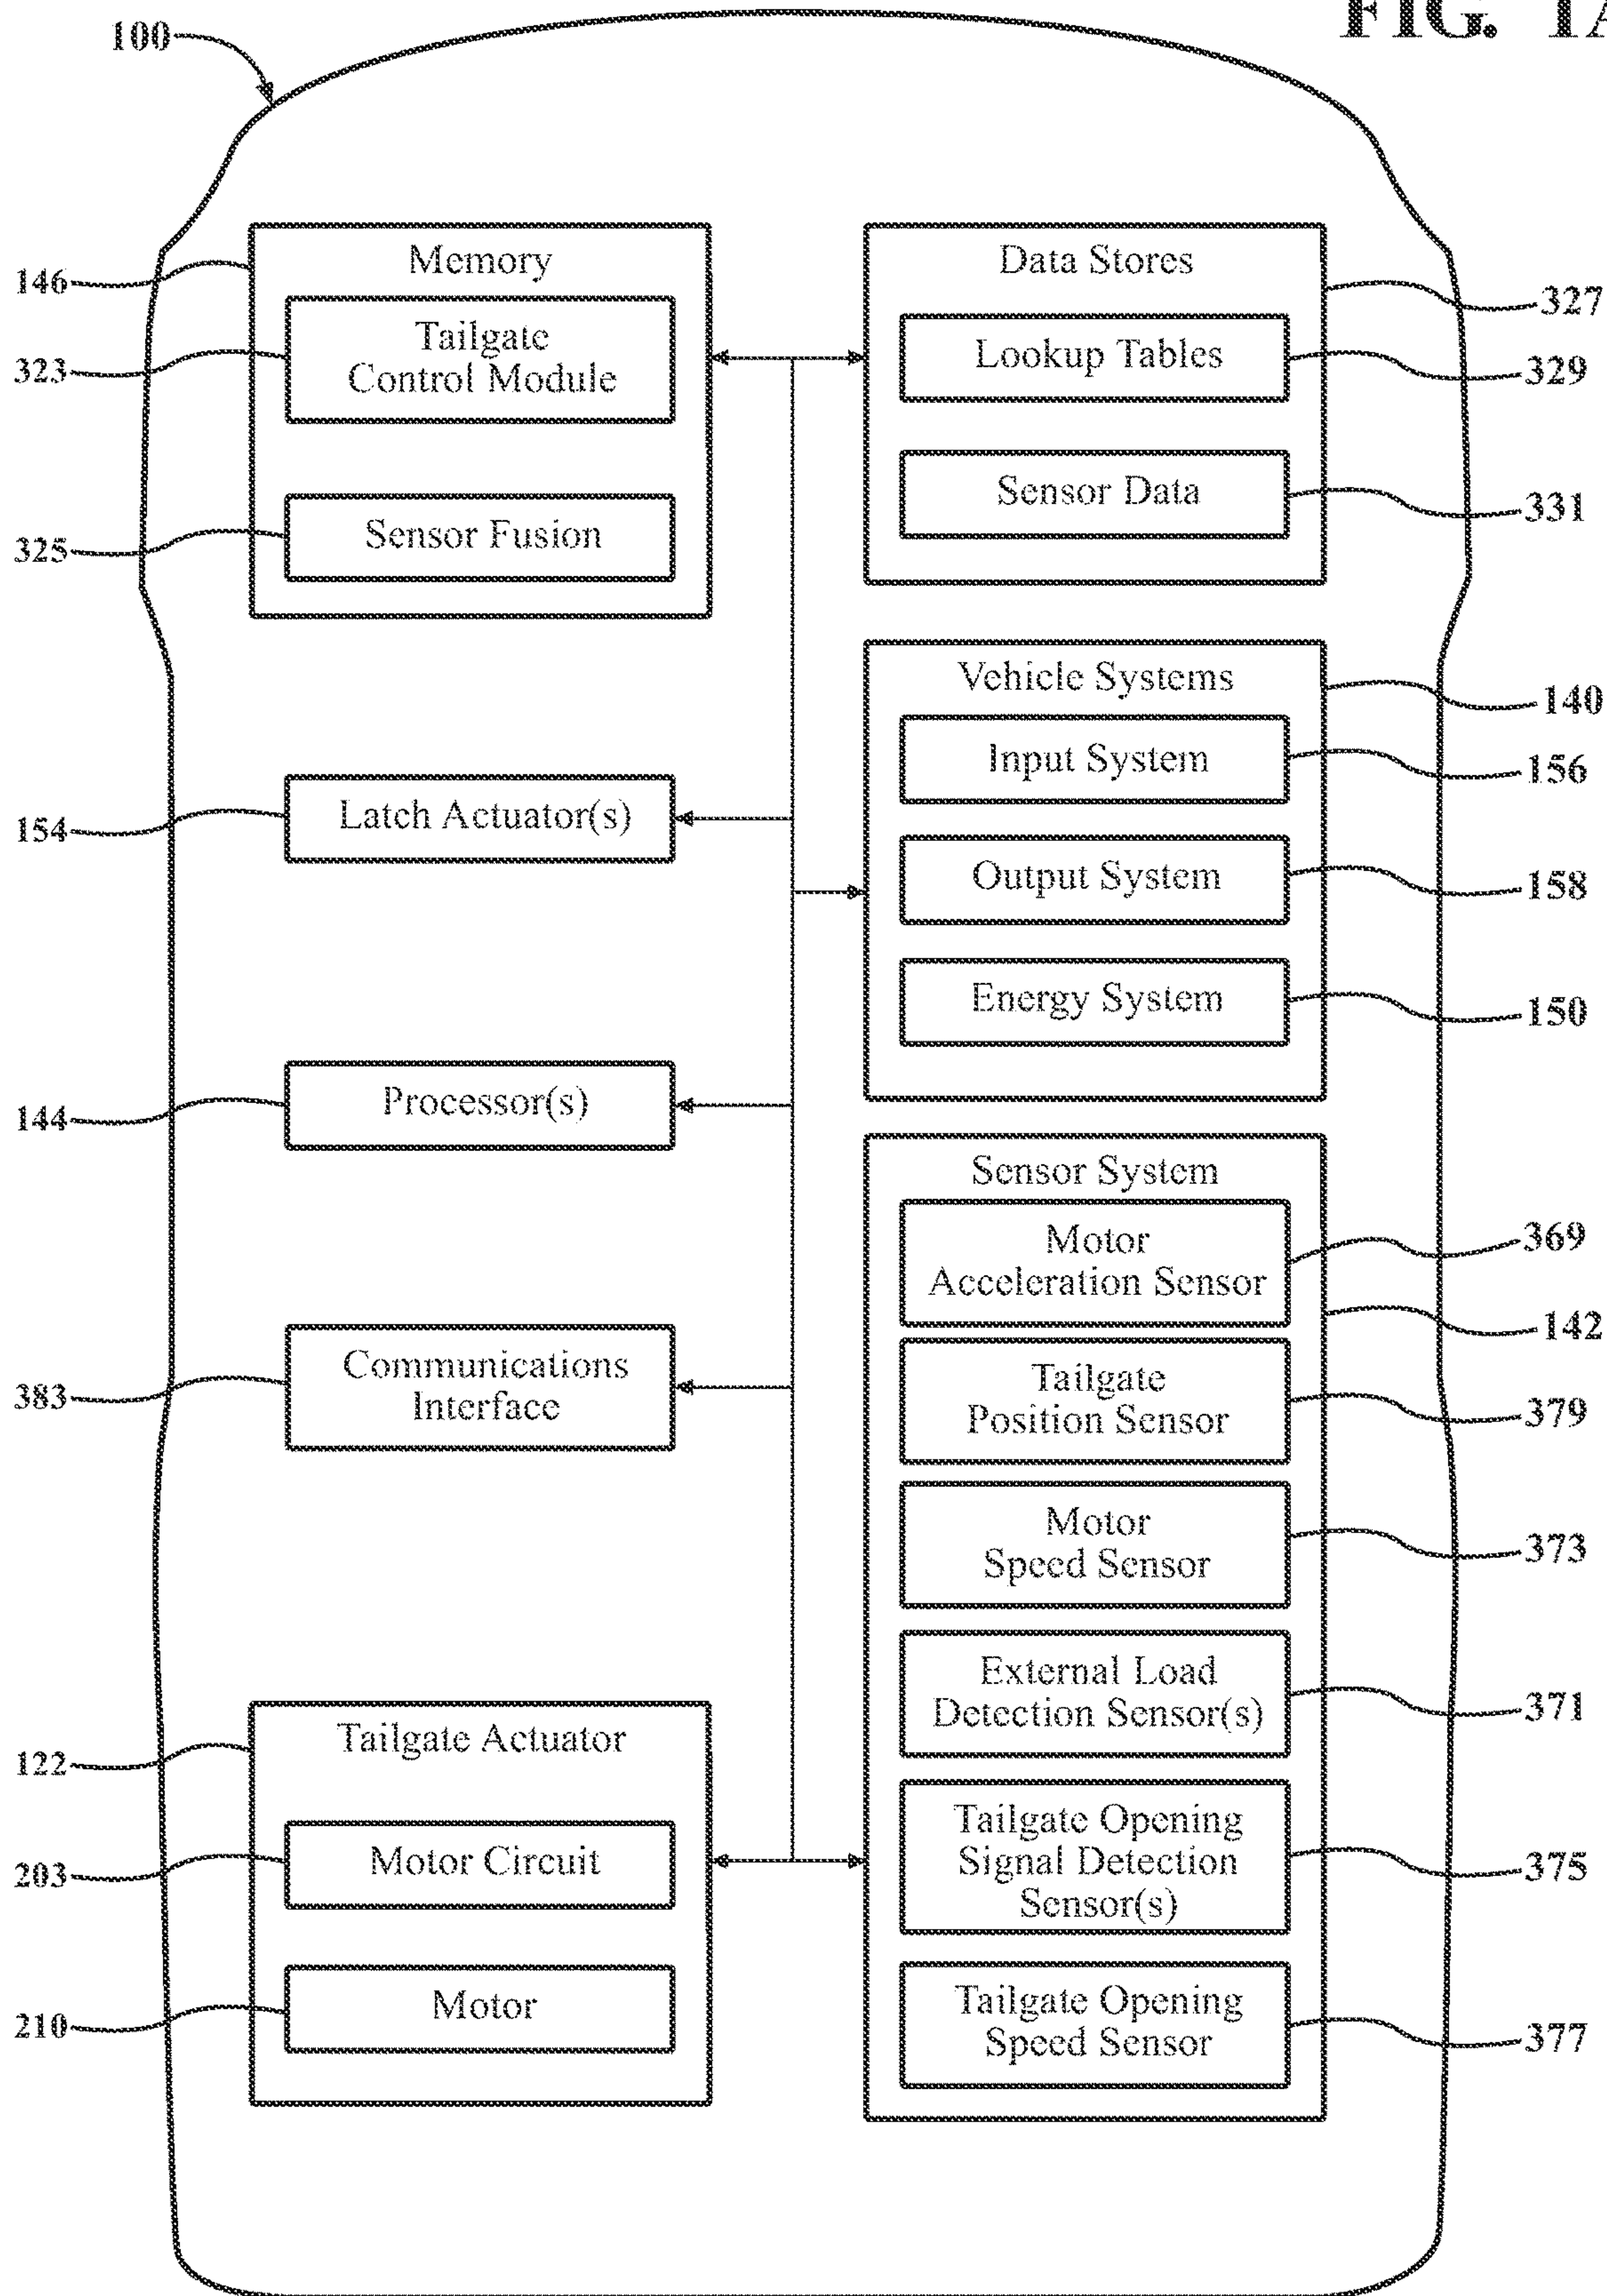 FIG. 1A
100
Memory
146
Tailgate
Control Module
323
Sensor Fusion
325
Latch Actuator(s)
154
Processor(s)
144
Communications
Interface
383
Tailgate Actuator
122
Motor Circuit
203
Motor
210
Data Stores
327
Lookup Tables
329
Sensor Data
331
Vehicle Systems
140
Input System
156
Output System
158
Energy System
150
Sensor System
Motor
Acceleration Sensor
369
142
Tailgate
Position Sensor
379
Motor
Speed Sensor
373
External Load
Detection Sensor(s)
371
Tailgate Opening
Signal Detection
Sensor(s)
375
Tailgate Opening
Speed Sensor
377